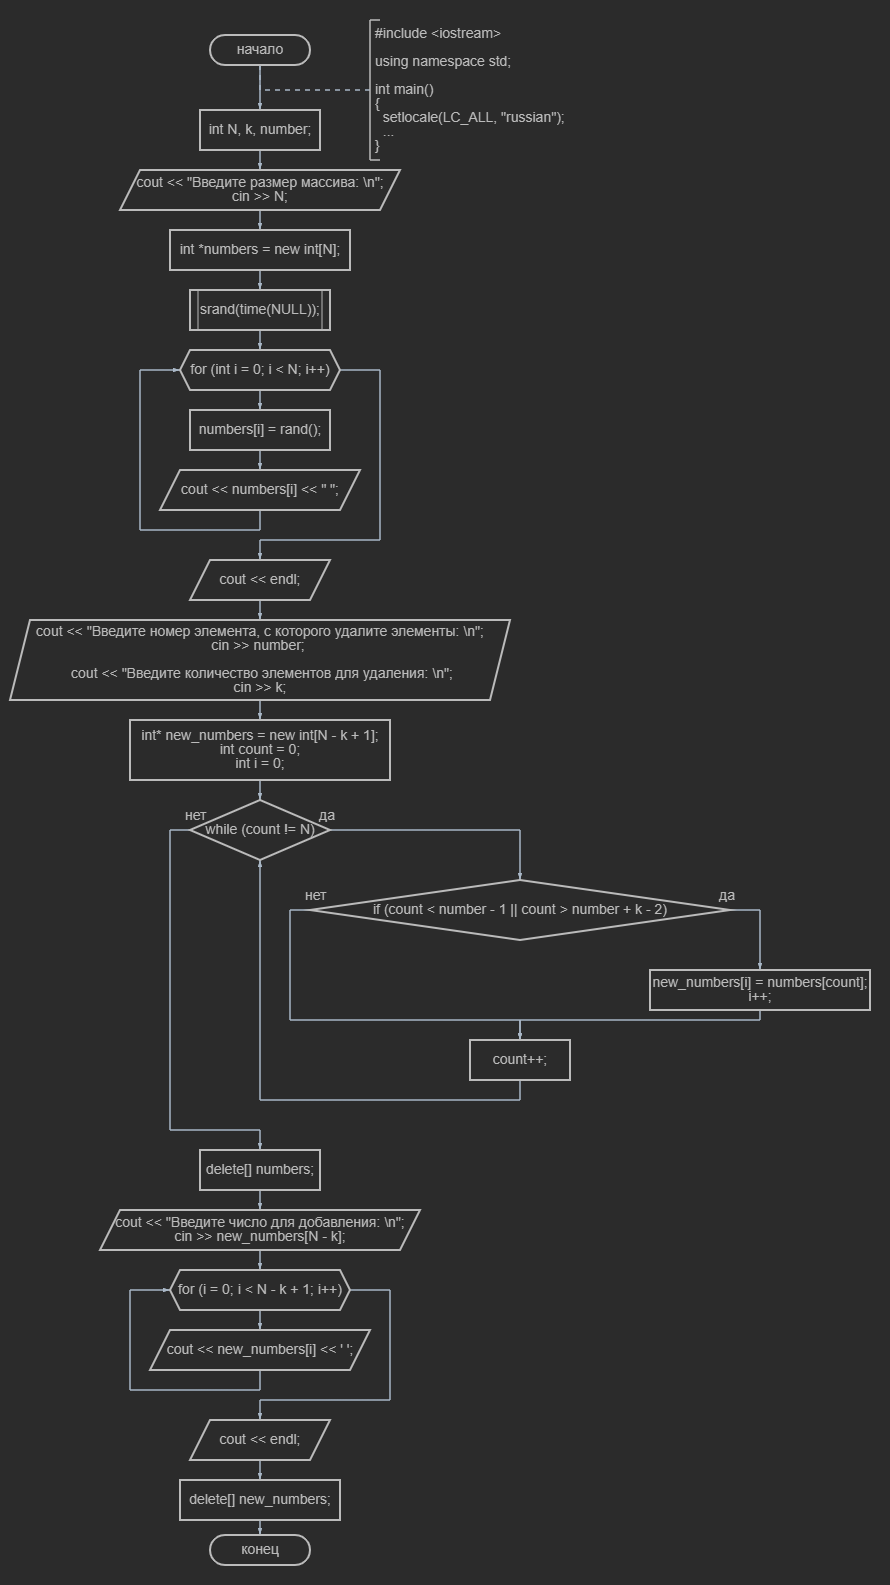 начало
#include <iostream>
using namespace std;
int main()
{
setlocale(LC_ALL, "russian");
...
}
int N, k, number;
cout << "Введите размер массива: \n";
cin >> N;
int *numbers = new int[N];
srand(time(NULL));
for (int i = 0; i < N; i++)
numbers[i] = rand();
cout << numbers[i] << " ";
cout << endl;
cout << "Введите номер элемента, с которого удалите элементы: \n";
cin >> number;
cout << "Введите количество элементов для удаления: \n";
cin >> k;
int* new_numbers = new int[N - k + 1];
int count = 0;
int i = 0;
нет
да
while (count != N)
нет
да
if (count < number - 1 || count > number + k - 2)
new_numbers[i] = numbers[count];
i++;
count++;
delete[] numbers;
cout << "Введите число для добавления: \n";
cin >> new_numbers[N - k];
for (i = 0; i < N - k + 1; i++)
cout << new_numbers[i] << ' ';
cout << endl;
delete[] new_numbers;
конец